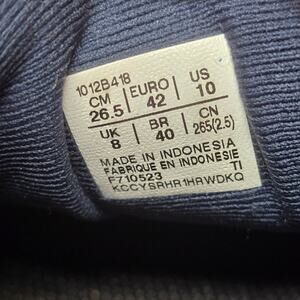 1012B418
CM EURO US
26.5 42 10
UK BR CN
8 40 265(2.5)
MADE IN INDONESIA
FABRIQUE EN INDONESIE
F710523 TI
KCCYSRHR1HRWDKQ